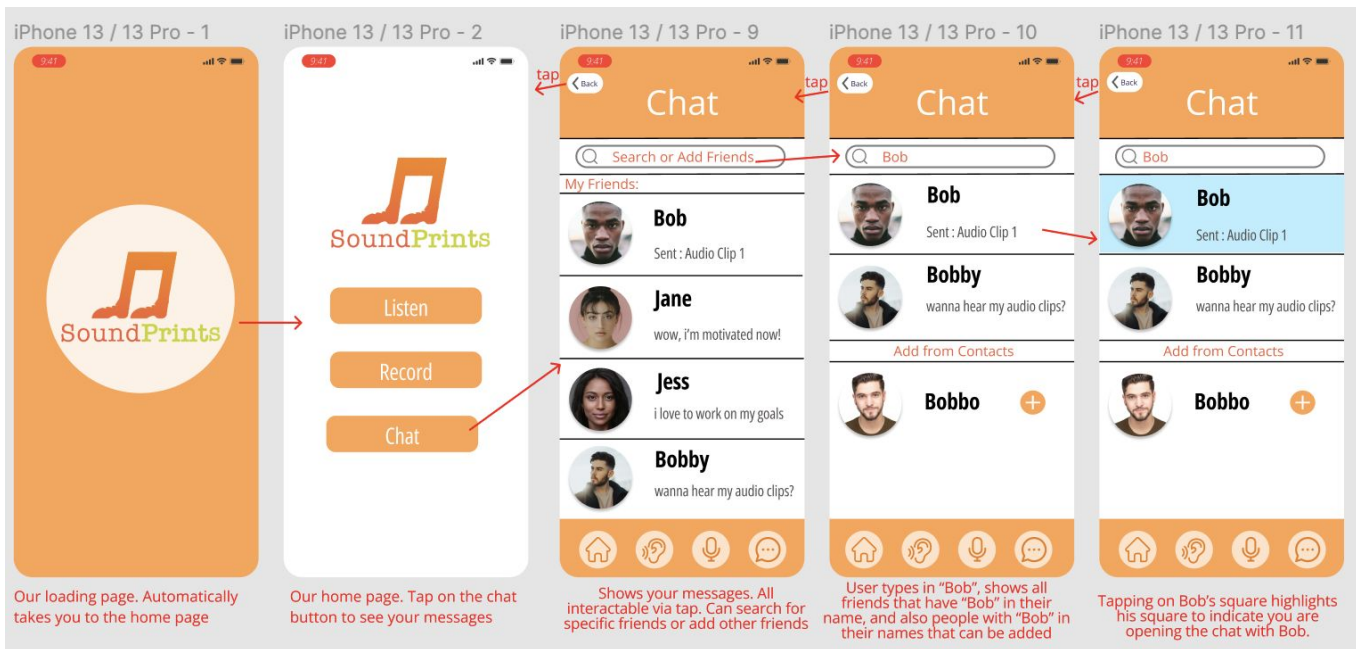 iPhone 13 / 13 Pro - 1
9:41
SoundPrints
Our loading page. Automatically
takes you to the home page
iPhone 13 / 13 Pro - 2
9:41
SoundPrints
Listen
Record
Chat
Our home page. Tap on the chat
button to see your messages
iPhone 13 / 13 Pro - 9
9:41
tap
Back
Chat
Search or Add Friends
My Friends:
Bob
Sent : Audio Clip 1
Jane
wow, i'm motivated now!
Jess
i love to work on my goals
Bobby
wanna hear my audio clips?
Shows your messages. All
interactable via tap. Can search for
specific friends or add other friends
iPhone 13 / 13 Pro - 10
9:41
tap
Back
Chat
Bob
Bob
Sent : Audio Clip 1
Bobby
wanna hear my audio clips?
Add from Contacts
Bobbo
User types in “Bob”, shows all
friends that have “Bob” in their
name, and also people with “Bob” in
their names that can be added
iPhone 13 / 13 Pro - 11
9:41
tap
Back
Chat
Bob
Bob
Sent : Audio Clip 1
Bobby
wanna hear my audio clips?
Add from Contacts
Bobbo
Tapping on Bob’s square highlights
his square to indicate you are
opening the chat with Bob.